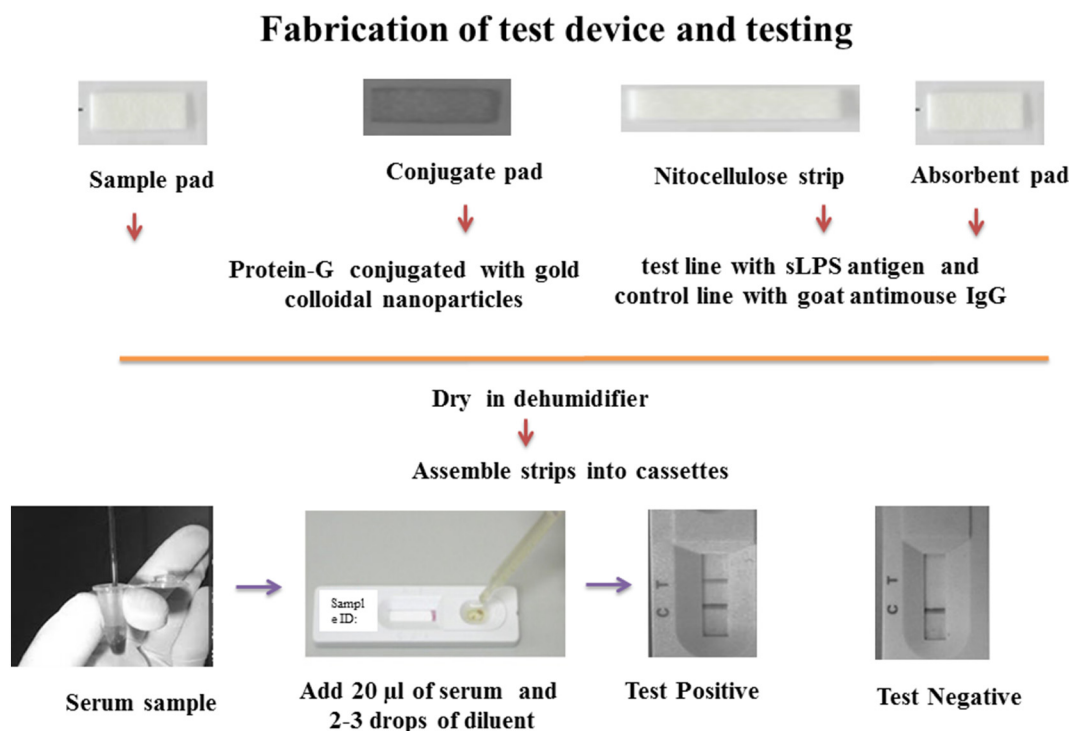 Fabrication of test device and testing
Sample pad
Conjugate pad
Nitocellulose strip
Absorbent pad
Protein-G conjugated with gold
colloidal nanoparticles
test line with sLPS antigen and
control line with goat antimouse IgG
Dry in dehumidifier
Assemble strips into cassettes
Sampl
e ID:
C T
C T
Serum sample
Add 20 µl of serum and
2-3 drops of diluent
Test Positive
Test Negative